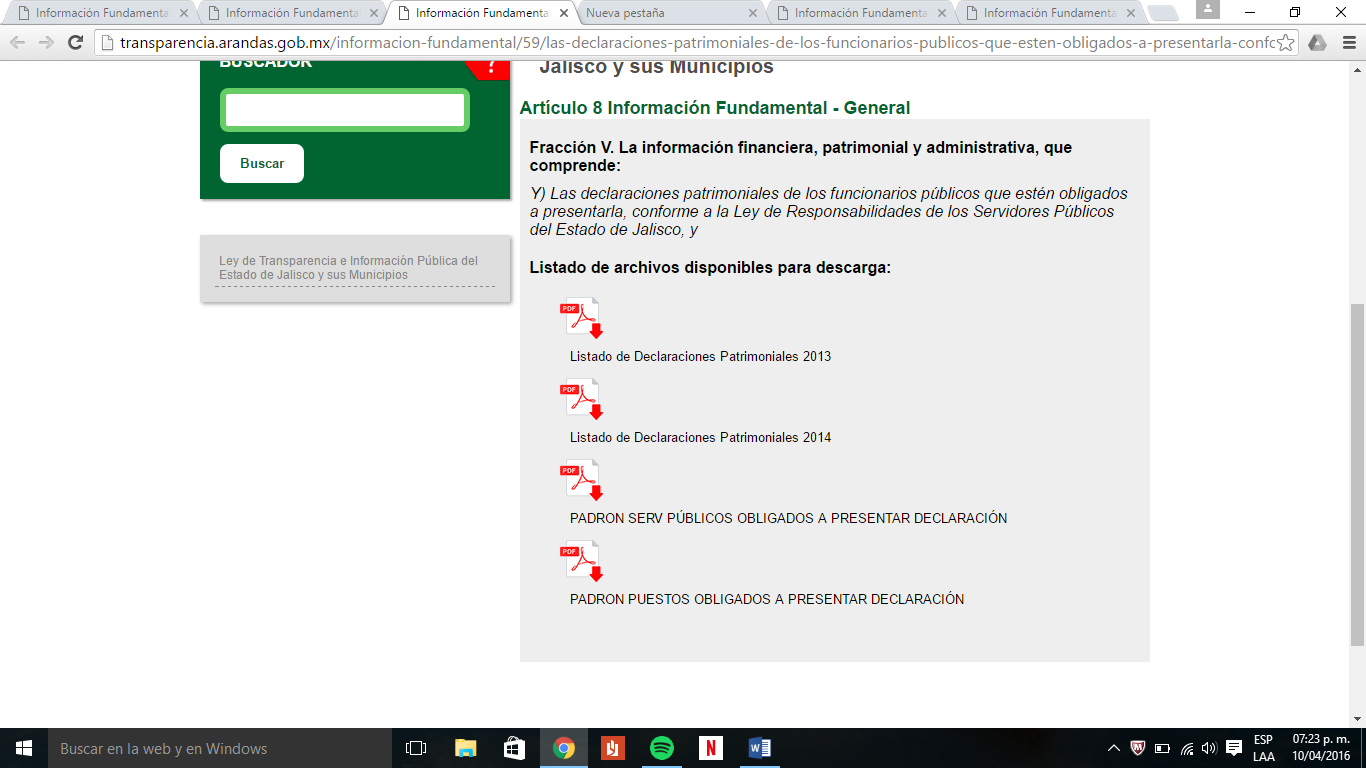 Información Fundamenta
Información Fundamenta
Información Fundamenta
Nueva pestaña
Información Fundamenta
Información Fundamenta
transparencia.arandas.gob.mx/informacion-fundamental/59/las-declaraciones-patrimoniales-de-los-funcionarios-publicos-que-esten-obligados-a-presentarla-confo
BUSCADOR
?
Buscar
Ley de Transparencia e Información Pública del
Estado de Jalisco y sus Municipios
Jalisco y sus Municipios
Artículo 8 Información Fundamental - General
Fracción V. La información financiera, patrimonial y administrativa, que
comprende:
Y) Las declaraciones patrimoniales de los funcionarios públicos que estén obligados
a presentarla, conforme a la Ley de Responsabilidades de los Servidores Públicos
del Estado de Jalisco, y
Listado de archivos disponibles para descarga:
PDF
Listado de Declaraciones Patrimoniales 2013
PDF
Listado de Declaraciones Patrimoniales 2014
PDF
PADRON SERV PÚBLICOS OBLIGADOS A PRESENTAR DECLARACIÓN
PDF
PADRON PUESTOS OBLIGADOS A PRESENTAR DECLARACIÓN
Buscar en la web y en Windows
N
W
ESP
LAA
07:23 p. m.
10/04/2016